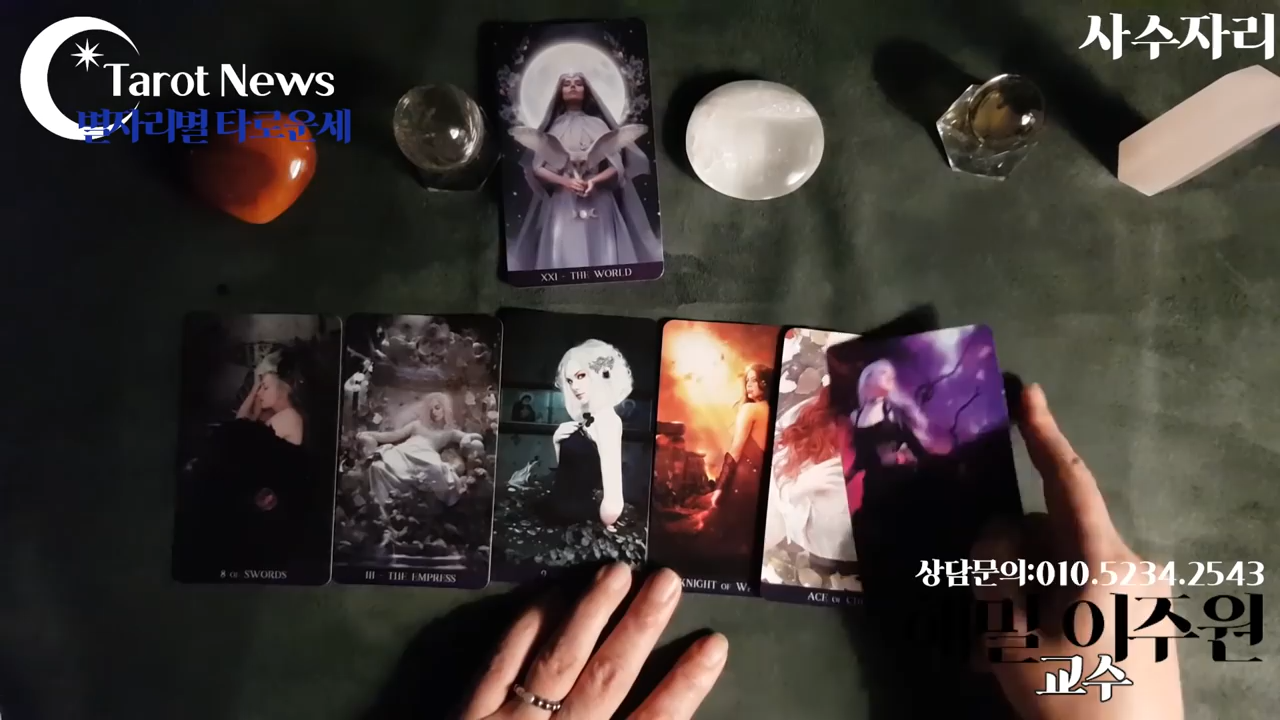 사수자리
Tarot News
별자리별 타로운세
XXI - THE WORLD
8 OF SWORDS
III - THE EMPRESS
KNIGHT OF
ACE OF
상담문의:010.5234.2543
이주원
교수